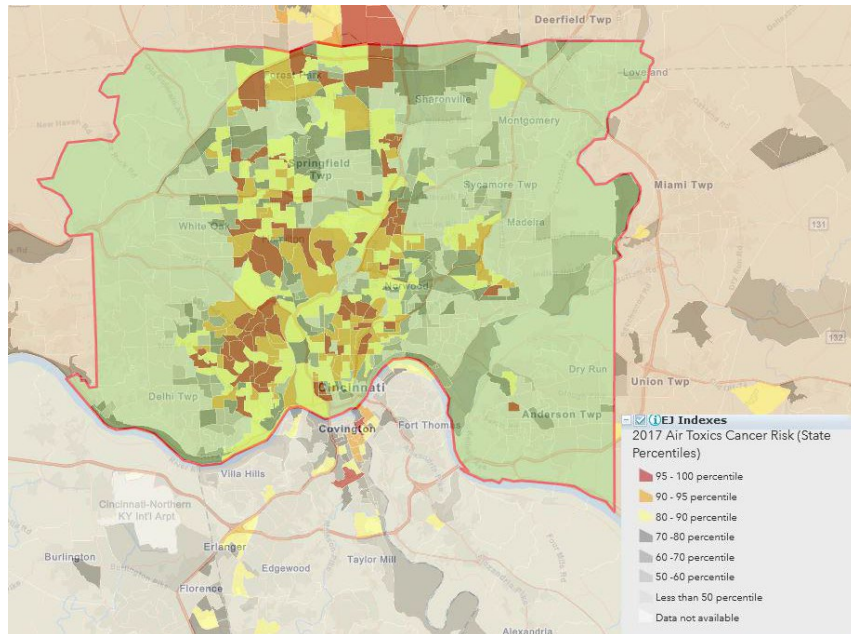 Deerfield Twp
Forest Park
Loveland
Sharonville
New Haven Rd
Montgomery
Springfield
Twp
Sycamore Twp
Miami Twp
White Oak
Madeira
131
Norwood
132
Dry Run
Delhi Twp
Cincinnati
Union Twp
Anderson Twp
Covington
Fort Thomas
Villa Hills
Cincinnati-Northern
KY Int'l Arpt
Erlanger
Burlington
Edgewood
Taylor Mill
Florence
Alexandria
EJ Indexes
2017 Air Toxics Cancer Risk (State
Percentiles)
95 - 100 percentile
90 - 95 percentile
80 - 90 percentile
70 -80 percentile
60 -70 percentile
50 -60 percentile
Less than 50 percentile
Data not available